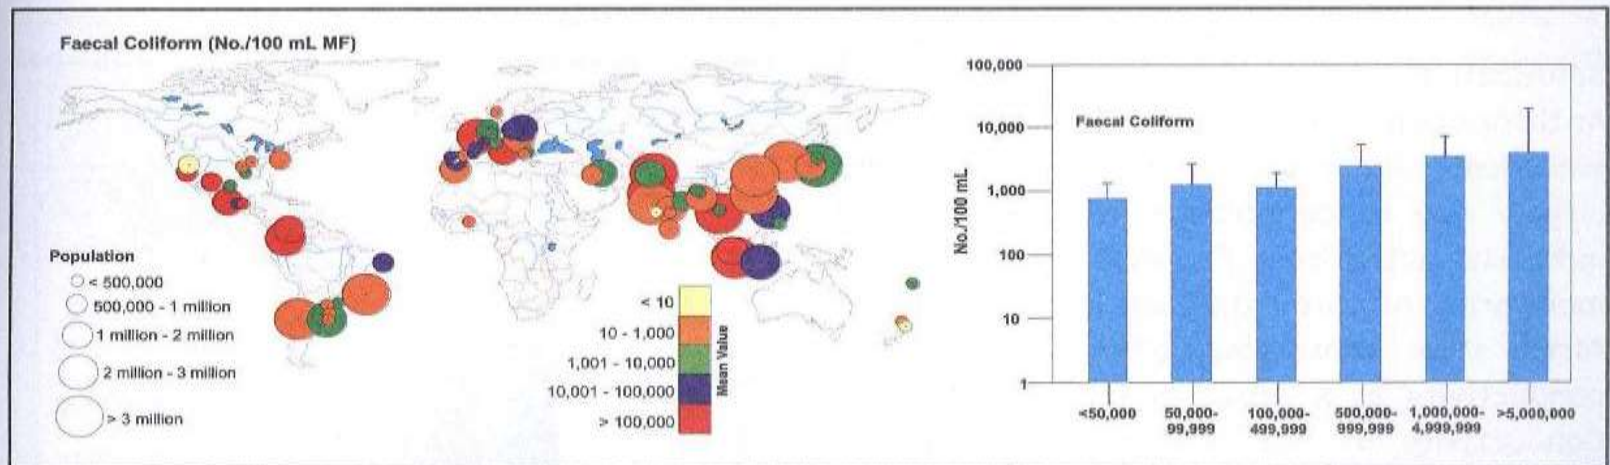 Faecal Coliform (No./100 mL MF)
Population
< 500,000
500,000 - 1 million
1 million - 2 million
2 million - 3 million
> 3 million
< 10
10 - 1,000
1,001 - 10,000
10,001 - 100,000
> 100,000
Mean Value
100,000
10,000
1,000
100
10
1
No./100 mL
Faecal Coliform
<50,000
50,000-
99,999
100,000-
499,999
500,000-
999,999
1,000,000-
4,999,999
>5,000,000